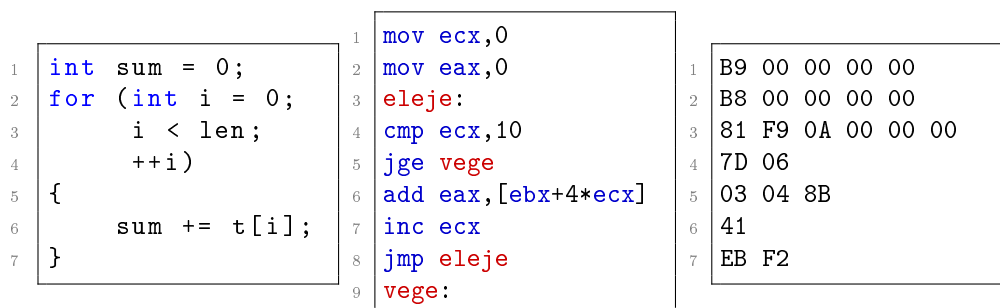 1 int sum = 0;
2 for (int i = 0;
3 i < len;
4 ++i)
5 {
6 sum += t[i];
7 }
1 mov ecx,0
2 mov eax,0
3 eleje:
4 cmp ecx,10
5 jge vege
6 add eax,[ebx+4*ecx]
7 inc ecx
8 jmp eleje
9 vege:
1 B9 00 00 00 00
2 B8 00 00 00 00
3 81 F9 0A 00 00 00
4 7D 06
5 03 04 8B
6 41
7 EB F2